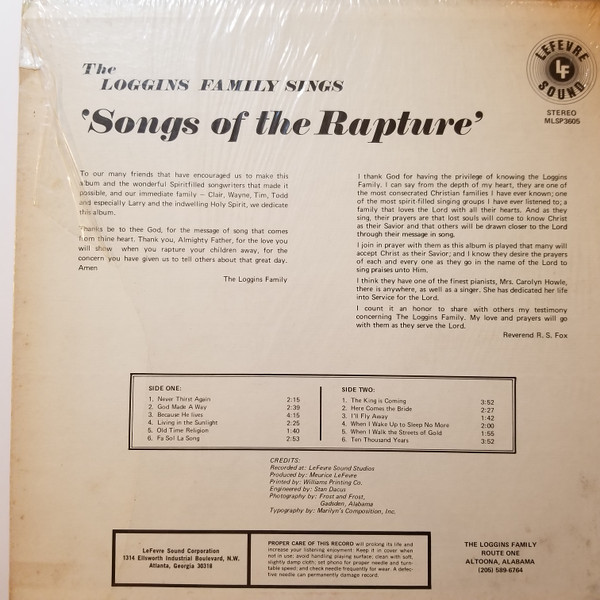 The
LOGGINS FAMILY SINGS
'Songs of the Rapture'
LEFEVRE
LF
SOUND
STEREO
MLSP3605
To our many friends that have encouraged us to make this
album and the wonderful Spiritfilled songwriters that made it
possible, and our immediate family — Clair, Wayne, Tim, Todd
and especially Larry and the indwelling Holy Spirit, we dedicate
this album.
Thanks be to thee God, for the message of song that comes
from thine heart. Thank you, Almighty Father, for the love you
will show when you rapture your children away, for the
concern you have given us to tell others about that great day.
Amen
The Loggins Family
I thank God for having the privilege of knowing the Loggins
Family. I can say from the depth of my heart, they are one of
the most consecrated Christian families I have ever known; one
of the most spirit-filled singing groups I have ever listened to; a
family that loves the Lord with all their hearts. And as they
sing, their prayers are that lost souls will come to know Christ
as their Savior and that others will be drawn closer to the Lord
through their message in song.
I join in prayer with them as this album is played that many will
accept Christ as their Savior; and I know they desire the prayers
of each and every one as they go in the name of the Lord to
sing praises unto Him.
I think they have one of the finest pianists, Mrs. Carolyn Howle,
there is anywhere, as well as a singer. She has dedicated her life
into Service for the Lord.
I count it an honor to share with others my testimony
concerning The Loggins Family. My love and prayers will go
with them as they serve the Lord.
Reverend R. S. Fox
SIDE ONE:
1. Never Thirst Again 2:15
2. God Made A Way 2:39
3. Because He lives 4:15
4. Living in the Sunlight 2:25
5. Old Time Religion 1:40
6. Fa Sol La Song 2:53
SIDE TWO:
1. The King is Coming 3:52
2. Here Comes the Bride 2:27
3. I'll Fly Away 1:42
4. When I Wake Up to Sleep No More 2:00
5. When I Walk the Streets of Gold 1:55
6. Ten Thousand Years 3:52
CREDITS:
Recorded at: LeFevre Sound Studios
Produced by: Meurice LeFevre
Printed by: Williams Printing Co.
Engineered by: Stan Dacus
Photography by: Frost and Frost,
Gadsden, Alabama
Typography by: Marilyn's Composition, Inc.
LeFevre Sound Corporation
1314 Ellsworth Industrial Boulevard, N.W.
Atlanta, Georgia 30318
PROPER CARE OF THIS RECORD will prolong its life and
increase your listening enjoyment. Keep it in cover when
not in use; avoid handling playing surface; clean with soft,
slightly damp cloth; set phono for proper needle and turn-
table speed; and check needle frequently for wear. A defec-
tive needle can permanently damage record.
THE LOGGINS FAMILY
ROUTE ONE
ALTOONA, ALABAMA
(205) 589-6764